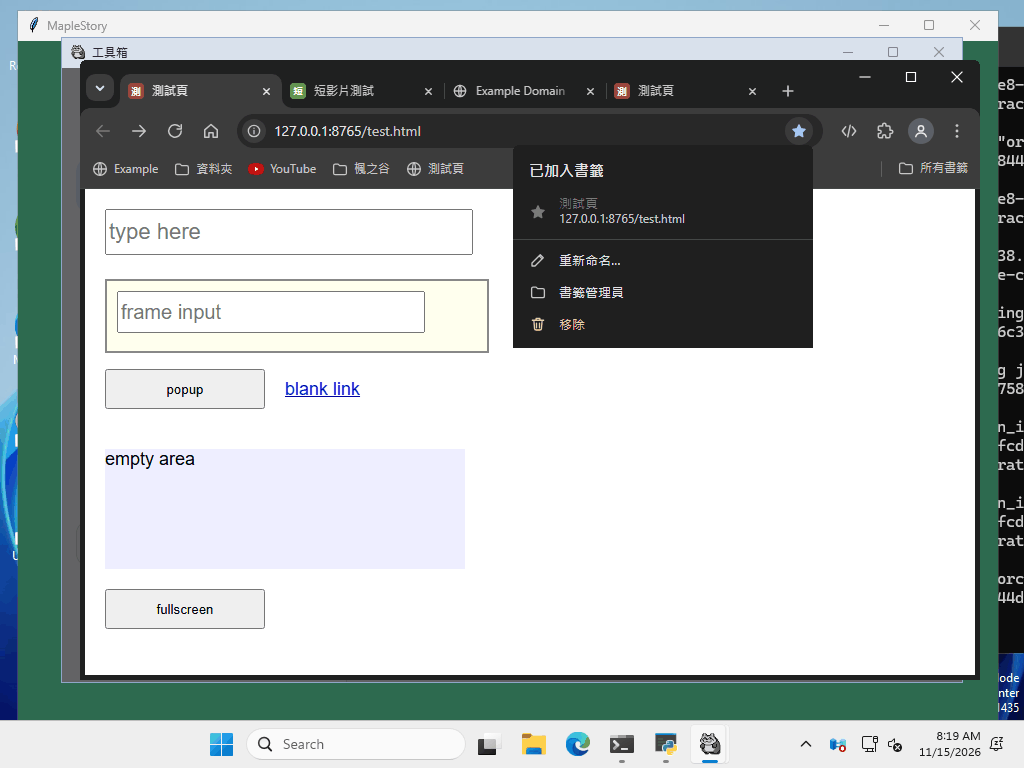 MapleStory
工具箱
測 測試頁
短 短影片測試
Example Domain
測 測試頁
127.0.0.1:8765/test.html
Example
資料夾
YouTube
楓之谷
測試頁
所有書籤
已加入書籤
測試頁
127.0.0.1:8765/test.html
重新命名...
書籤管理員
移除
type here
frame input
popup
blank link
empty area
fullscreen
Search
8:19 AM
11/15/2026